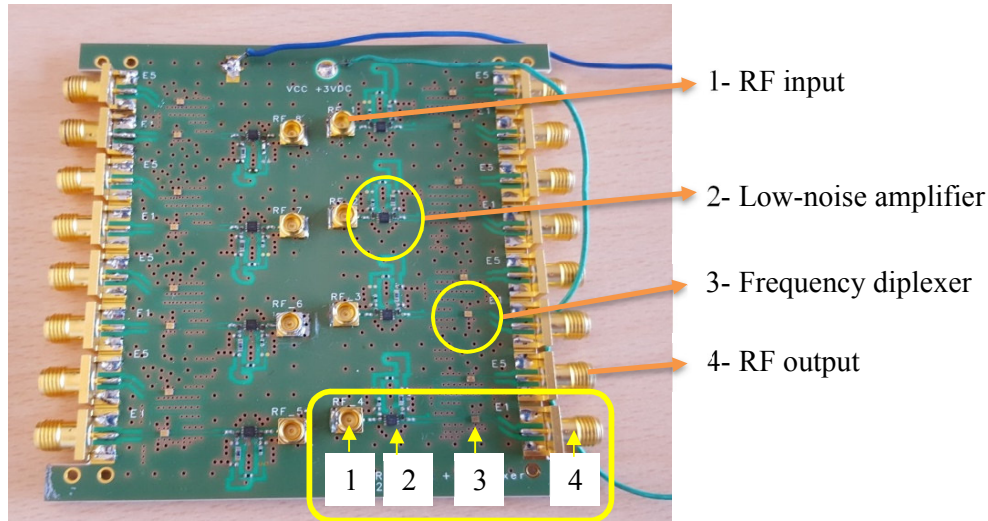 1- RF input
2- Low-noise amplifier
3- Frequency diplexer
4- RF output
VCC +3VDC
E5
E5
RF_8
RF_1
E1
E5
E5
E1
RF_7
E1
E5
E5
RF_6
RF_3
E1
E1
E5
E5
RF_4
E1
RF_5
E1
1
2
3
4